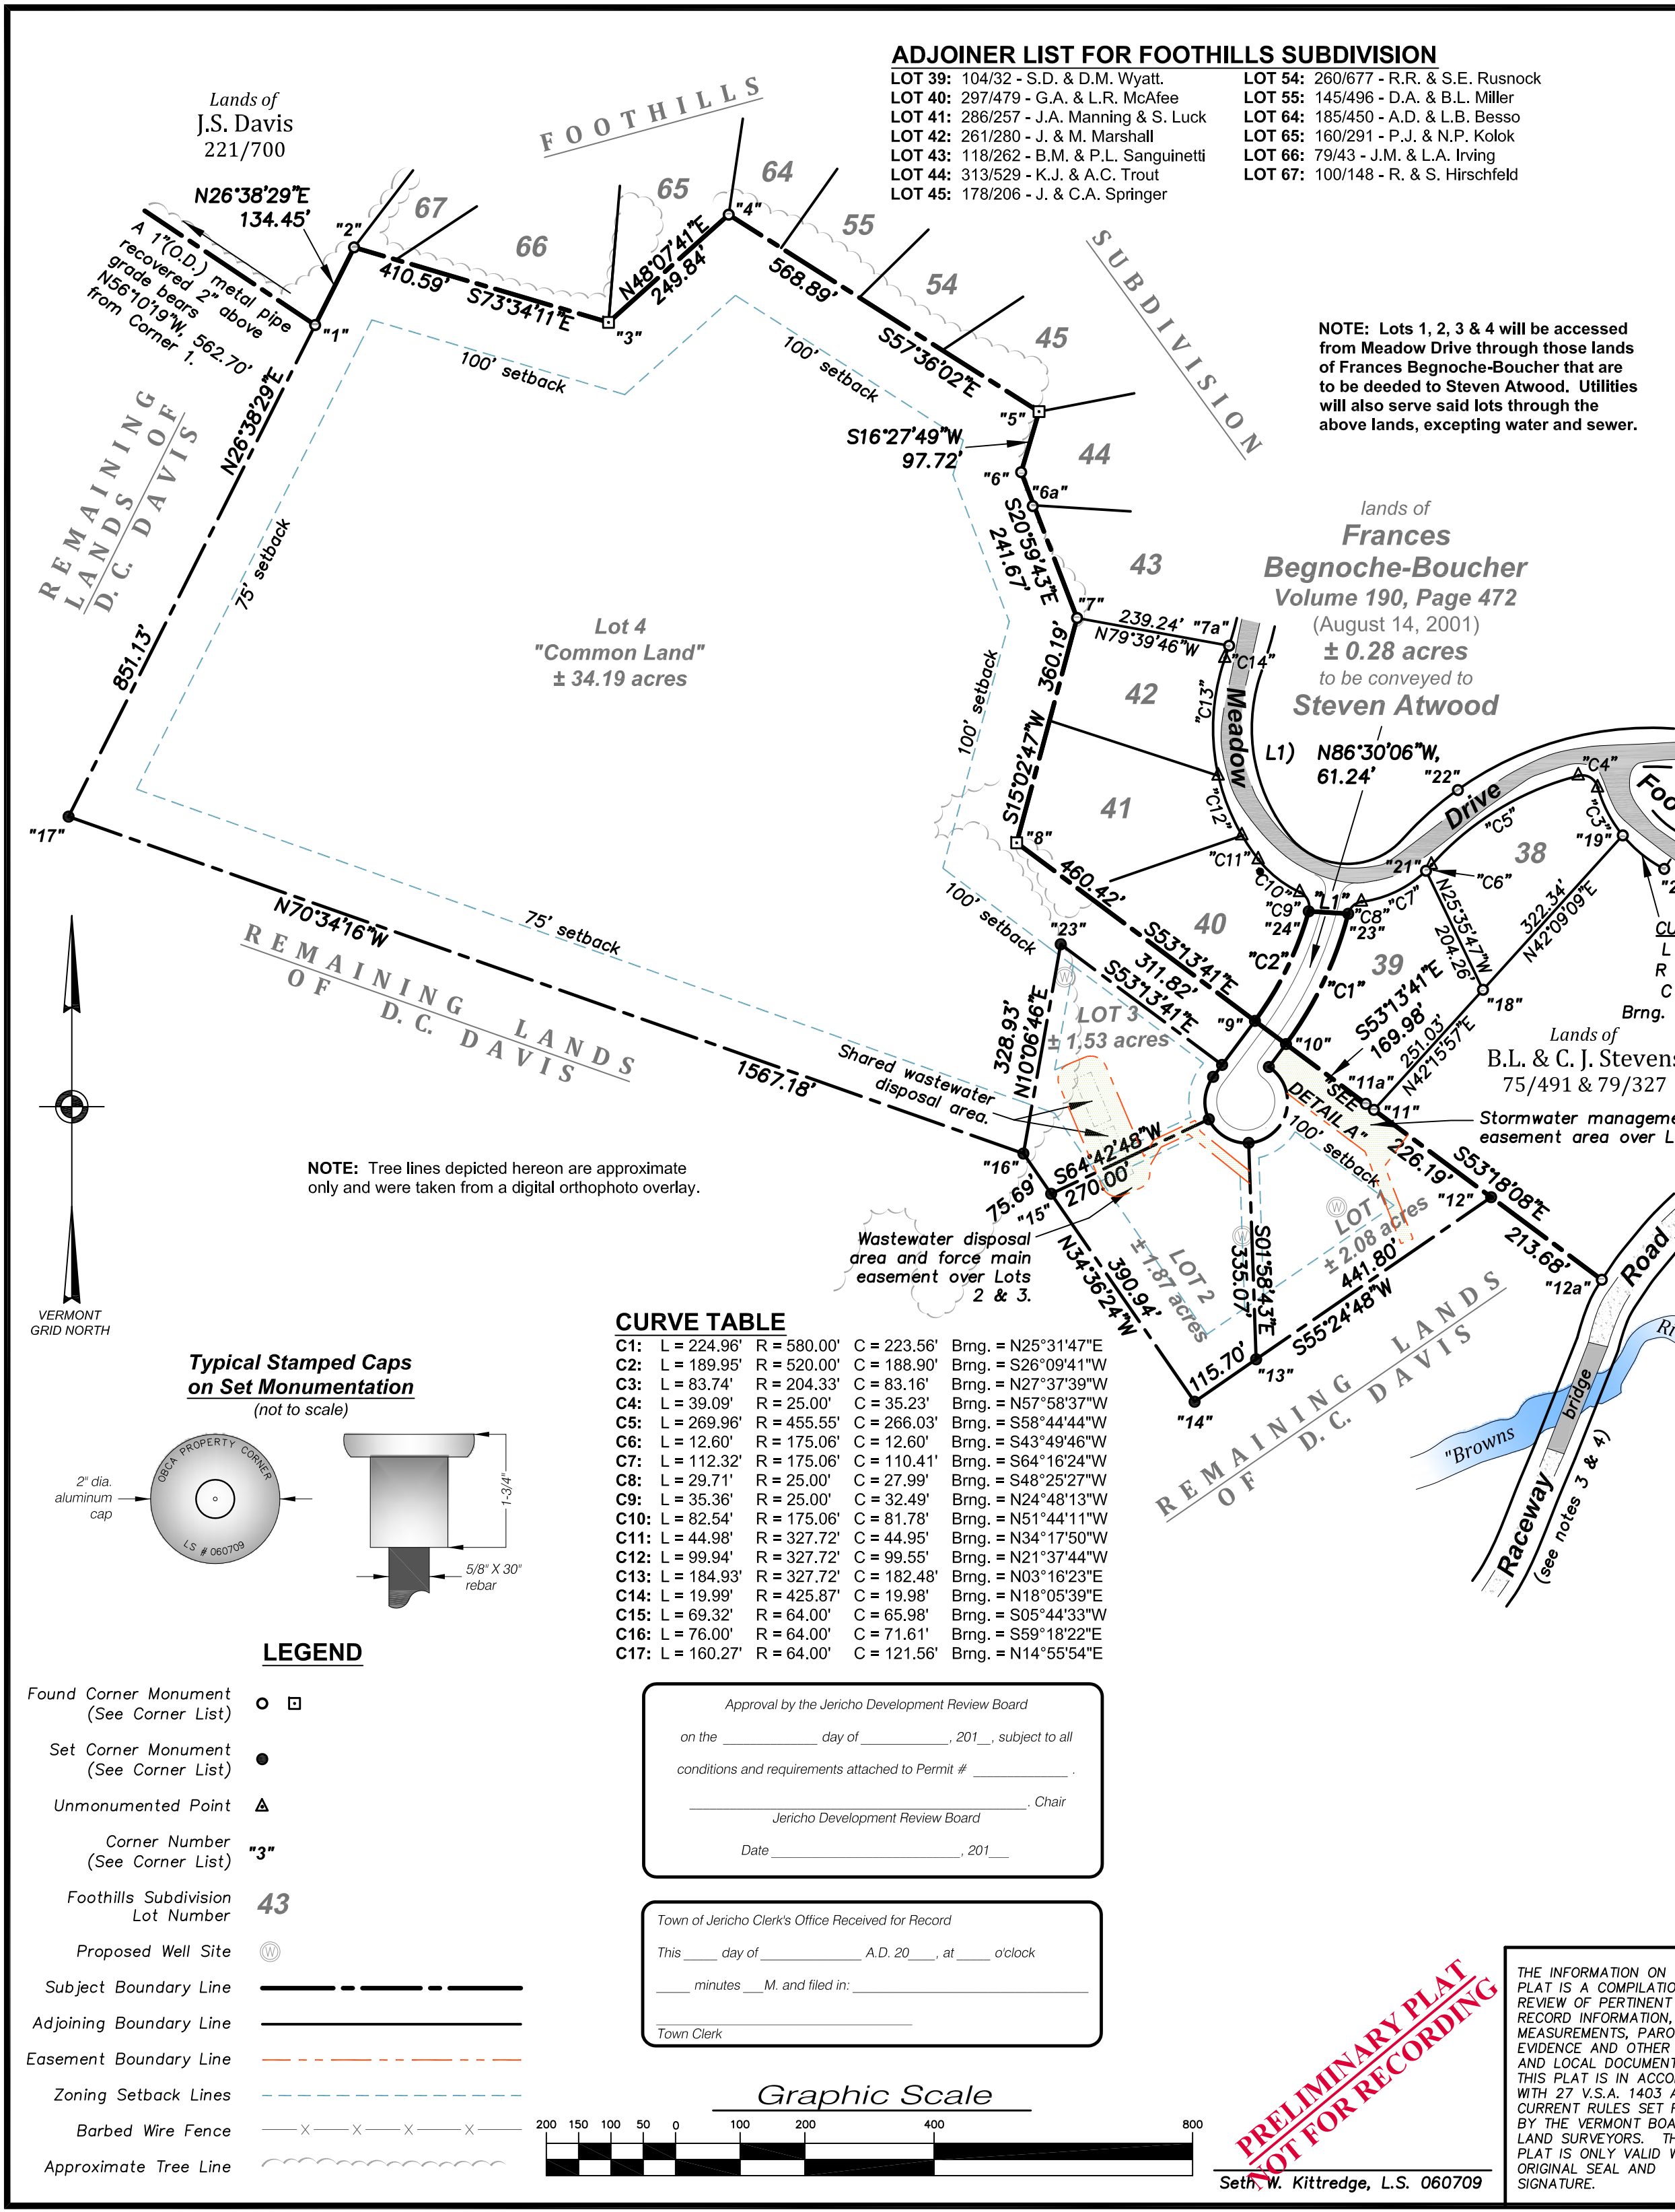 ADJOINER LIST FOR FOOTHILLS SUBDIVISION
LOT 39: 104/32 - S.D. & D.M. Wyatt.
LOT 40: 297/479 - G.A. & L.R. McAfee
LOT 41: 286/257 - J.A. Manning & S. Luck
LOT 42: 261/280 - J. & M. Marshall
LOT 43: 118/262 - B.M. & P.L. Sanguinetti
LOT 44: 313/529 - K.J. & A.C. Trout
LOT 45: 178/206 - J. & C.A. Springer
LOT 54: 260/677 - R.R. & S.E. Rusnock
LOT 55: 145/496 - D.A. & B.L. Miller
LOT 64: 185/450 - A.D. & L.B. Besso
LOT 65: 160/291 - P.J. & N.P. Kolok
LOT 66: 79/43 - J.M. & L.A. Irving
LOT 67: 100/148 - R. & S. Hirschfeld
Lands of
J.S. Davis
221/700
FOOTHILLS
SUBDIVISION
N26°38'29"E
134.45'
A 1"(O.D.) metal pipe
recovered 2" above
grade bears
N56°10'19"W, 562.70'
from Corner 1.
"1"
"2"
67
66
65
64
55
54
45
44
43
42
41
40
39
38
410.59'
S73°34'11"E
"3"
N48°07'41"E
249.84'
"4"
568.89'
S57°36'02"E
"5"
S16°27'49"W
97.72'
"6"
"6a"
S20°59'43"E
241.67'
"7"
239.24'
N79°39'46"W
"7a"
360.19'
S15°02'47"W
"8"
100' setback
100' setback
100' setback
100' setback
100' setback
75' setback
75' setback
NOTE: Lots 1, 2, 3 & 4 will be accessed
from Meadow Drive through those lands
of Frances Begnoche-Boucher that are
to be deeded to Steven Atwood. Utilities
will also serve said lots through the
above lands, excepting water and sewer.
lands of
Frances
Begnoche-Boucher
Volume 190, Page 472
(August 14, 2001)
± 0.28 acres
to be conveyed to
Steven Atwood
L1) N86°30'06"W,
61.24'
REMAINING
LANDS OF
D. C. DAVIS
N26°38'29"E
851.13'
"17"
Lot 4
"Common Land"
± 34.19 acres
N70°34'16"W
1567.18'
REMAINING LANDS
OF D. C. DAVIS
Meadow
Drive
"C14"
"C13"
"C12"
"C11"
"C10"
"C9"
"24"
"L1"
"C8"
"23"
"C7"
"21"
"C6"
"C5"
"22"
"C4"
"C3"
"19"
"C2"
"C1"
N25°35'47"W
204.26'
322.34'
N42°09'09"E
"18"
251.03'
N42°15'57"E
460.42'
S53°13'41"E
"23"
311.82'
S53°13'41"E
328.93'
N10°06'46"E
LOT 3
± 1.53 acres
"9"
"10"
S53°13'41"E
169.98'
"11a"
"11"
"SEE
DETAIL A"
Brng.
Lands of
B.L. & C. J. Stevens
75/491 & 79/327
Stormwater
easement area over
226.19'
S53°18'08"E
"12"
213.68'
"12a"
Shared wastewater
disposal area.
"16"
75.69'
"15"
S64°42'48"W
270.00'
Wastewater disposal
area and force main
easement over Lots
2 & 3.
N34°36'24"W
390.94'
LOT 2
± 1.87 acres
S01°58'43"E
335.07'
LOT 1
± 2.08 acres
441.80'
S55°24'48"W
115.70'
"13"
"14"
100' setback
REMAINING LANDS
OF D. C. DAVIS
Road
bridge
"Browns
Raceway
(see notes 3 & 4)
NOTE: Tree lines depicted hereon are approximate
only and were taken from a digital orthophoto overlay.
VERMONT
GRID NORTH
CURVE TABLE
C1: L = 224.96' R = 580.00' C = 223.56' Brng. = N25°31'47"E
C2: L = 189.95' R = 520.00' C = 188.90' Brng. = S26°09'41"W
C3: L = 83.74' R = 204.33' C = 83.16' Brng. = N27°37'39"W
C4: L = 39.09' R = 25.00' C = 35.23' Brng. = N57°58'37"W
C5: L = 269.96' R = 455.55' C = 266.03' Brng. = S58°44'44"W
C6: L = 12.60' R = 175.06' C = 12.60' Brng. = S43°49'46"W
C7: L = 112.32' R = 175.06' C = 110.41' Brng. = S64°16'24"W
C8: L = 29.71' R = 25.00' C = 27.99' Brng. = S48°25'27"W
C9: L = 35.36' R = 25.00' C = 32.49' Brng. = N24°48'13"W
C10: L = 82.54' R = 175.06' C = 81.78' Brng. = N51°44'11"W
C11: L = 44.98' R = 327.72' C = 44.95' Brng. = N34°17'50"W
C12: L = 99.94' R = 327.72' C = 99.55' Brng. = N21°37'44"W
C13: L = 184.93' R = 327.72' C = 182.48' Brng. = N03°16'23"E
C14: L = 19.99' R = 425.87' C = 19.98' Brng. = N18°05'39"E
C15: L = 69.32' R = 64.00' C = 65.98' Brng. = S05°44'33"W
C16: L = 76.00' R = 64.00' C = 71.61' Brng. = S59°18'22"E
C17: L = 160.27' R = 64.00' C = 121.56' Brng. = N14°55'54"E
Typical Stamped Caps
on Set Monumentation
(not to scale)
2" dia.
aluminum
cap
OBCA PROPERTY CORNER
LS # 060709
1-3/4"
5/8" X 30"
rebar
LEGEND
Found Corner Monument
(See Corner List)
Set Corner Monument
(See Corner List)
Unmonumented Point
Corner Number
(See Corner List) "3"
Foothills Subdivision
Lot Number 43
Proposed Well Site W
Subject Boundary Line
Adjoining Boundary Line
Easement Boundary Line
Zoning Setback Lines
Barbed Wire Fence
Approximate Tree Line
Approval by the Jericho Development Review Board
on the ____ day of ____, 201__, subject to all
conditions and requirements attached to Permit # ____ .
____. Chair
Jericho Development Review Board
Date ____, 201__
Town of Jericho Clerk's Office Received for Record
This ____ day of ____ A.D. 20___, at ____ o'clock
____ minutes ___M. and filed in: ____
Town Clerk
Graphic Scale
200 150 100 50 0 100 200 400 800
PRELIMINARY PLAT
NOT FOR RECORDING
Seth W. Kittredge, L.S. 060709
THE INFORMATION ON
PLAT IS A COMPILATIO
REVIEW OF PERTINENT
RECORD INFORMATION,
MEASUREMENTS, PARO
EVIDENCE AND OTHER
AND LOCAL DOCUMENT
THIS PLAT IS IN ACCO
WITH 27 V.S.A. 1403 A
CURRENT RULES SET F
BY THE VERMONT BOA
LAND SURVEYORS. TH
PLAT IS ONLY VALID W
ORIGINAL SEAL AND
SIGNATURE.